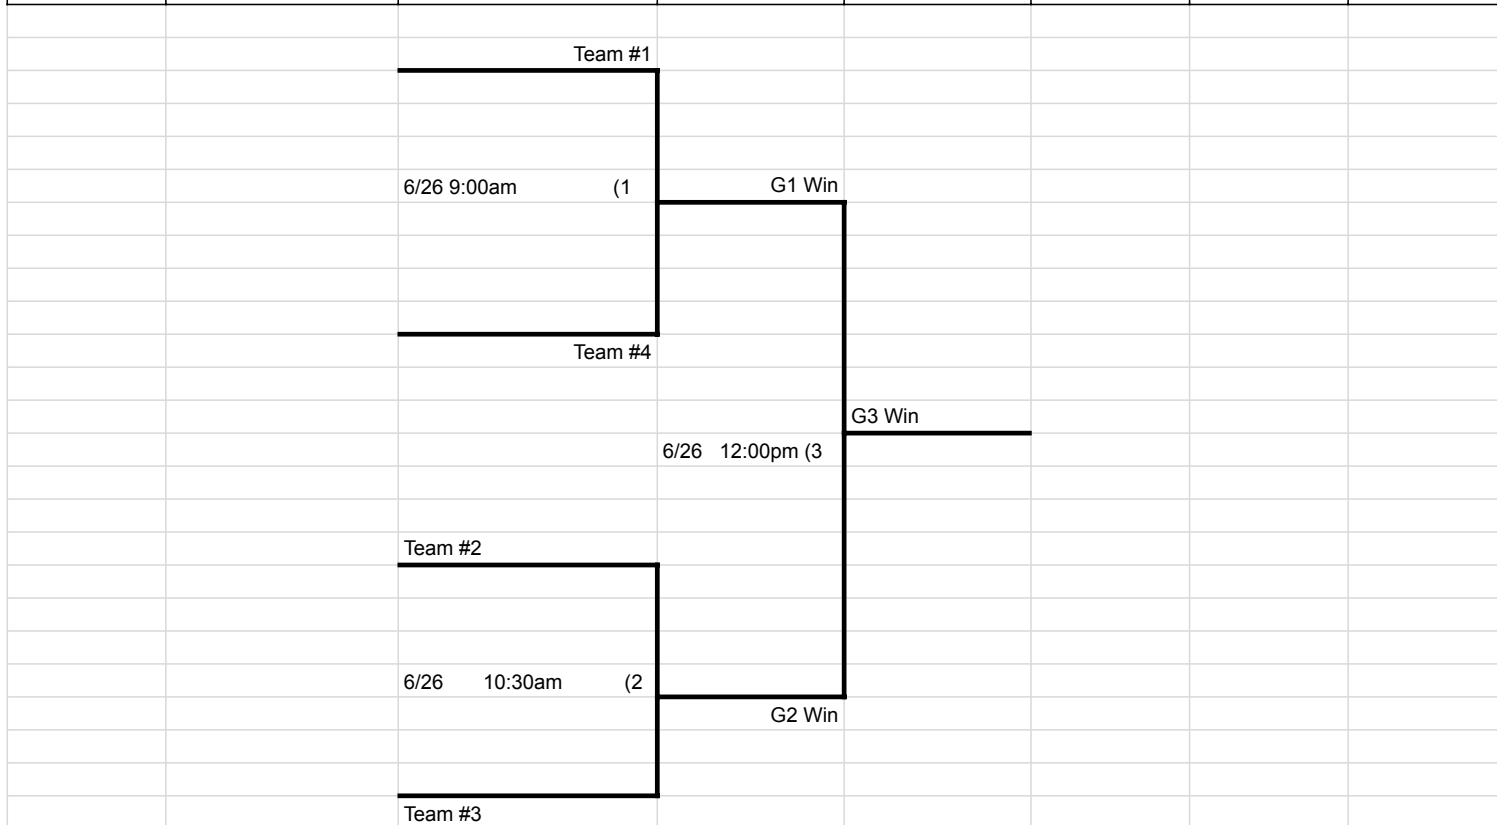 Team #1
6/26 9:00am (1
G1 Win
Team #4
G3 Win
6/26 12:00pm (3
Team #2
6/26 10:30am (2
G2 Win
Team #3